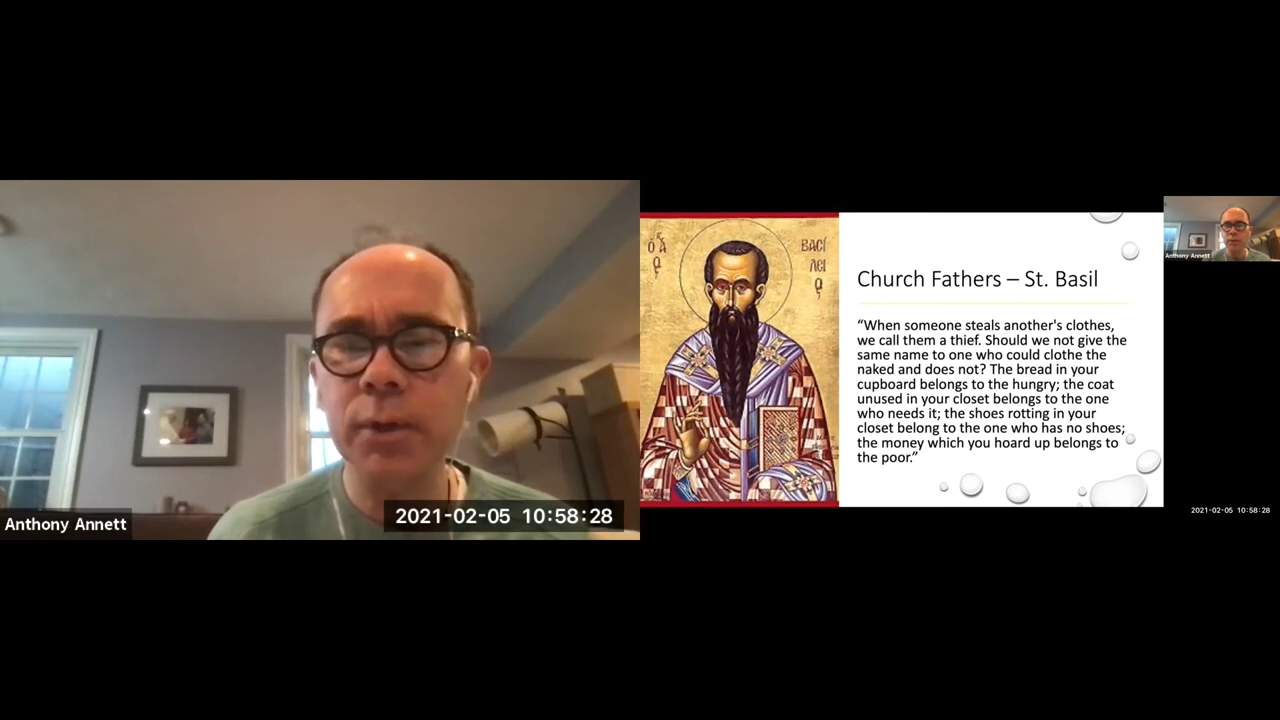 Anthony Annett
2021-02-05 10:58:28
ὁ ἅ
ΒΑСΙ
ΛΕΙ
Church Fathers – St. Basil
“When someone steals another's clothes,
we call them a thief. Should we not give the
same name to one who could clothe the
naked and does not? The bread in your
cupboard belongs to the hungry; the coat
unused in your closet belongs to the one
who needs it; the shoes rotting in your
closet belong to the one who has no shoes;
the money which you hoard up belongs to
the poor.”
Anthony Annett
2021-02-05 10:58:28